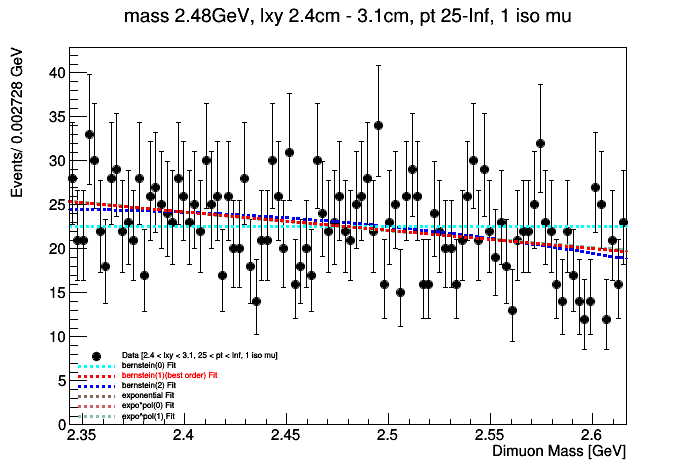 mass 2.48GeV, lxy 2.4cm - 3.1cm, pt 25-Inf, 1 iso mu
Events/ 0.002728 GeV
40
35
30
25
20
15
10
5
0
Data [2.4 < lxy < 3.1, 25 < pt < Inf, 1 iso mu]
bernstein(0) Fit
bernstein(1)(best order) Fit
bernstein(2) Fit
exponential Fit
expo*pol(0) Fit
expo*pol(1) Fit
2.35 2.4 2.45 2.5 2.55 2.6
Dimuon Mass [GeV]